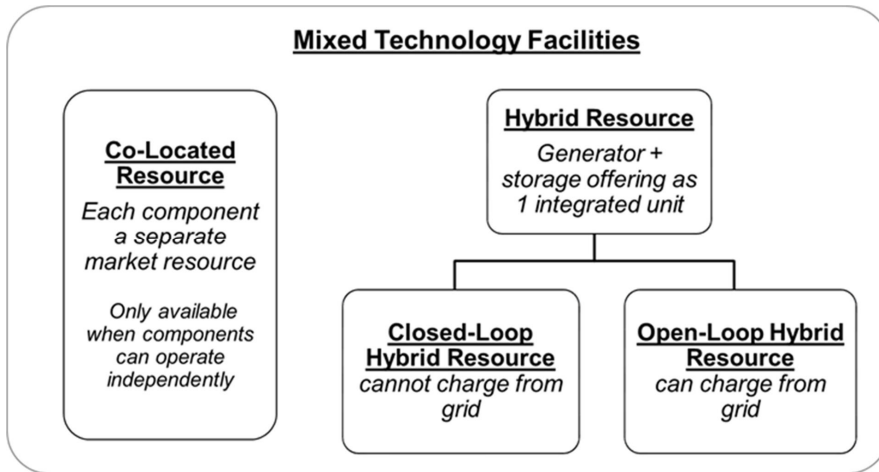 Mixed Technology Facilities
Co-Located
Resource
Each component
a separate
market resource
Only available
when components
can operate
independently
Hybrid Resource
Generator +
storage offering as
1 integrated unit
Closed-Loop
Hybrid Resource
cannot charge from
grid
Open-Loop Hybrid
Resource
can charge from
grid